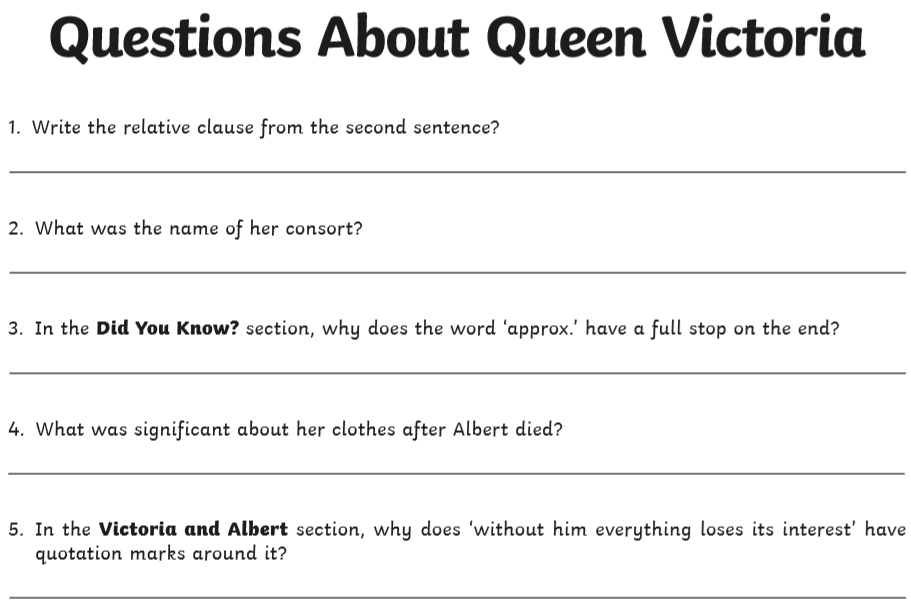 Questions About Queen Victoria
1. Write the relative clause from the second sentence?
2. What was the name of her consort?
3. In the Did You Know? section, why does the word ‘approx.’ have a full stop on the end?
4. What was significant about her clothes after Albert died?
5. In the Victoria and Albert section, why does ‘without him everything loses its interest’ have
quotation marks around it?